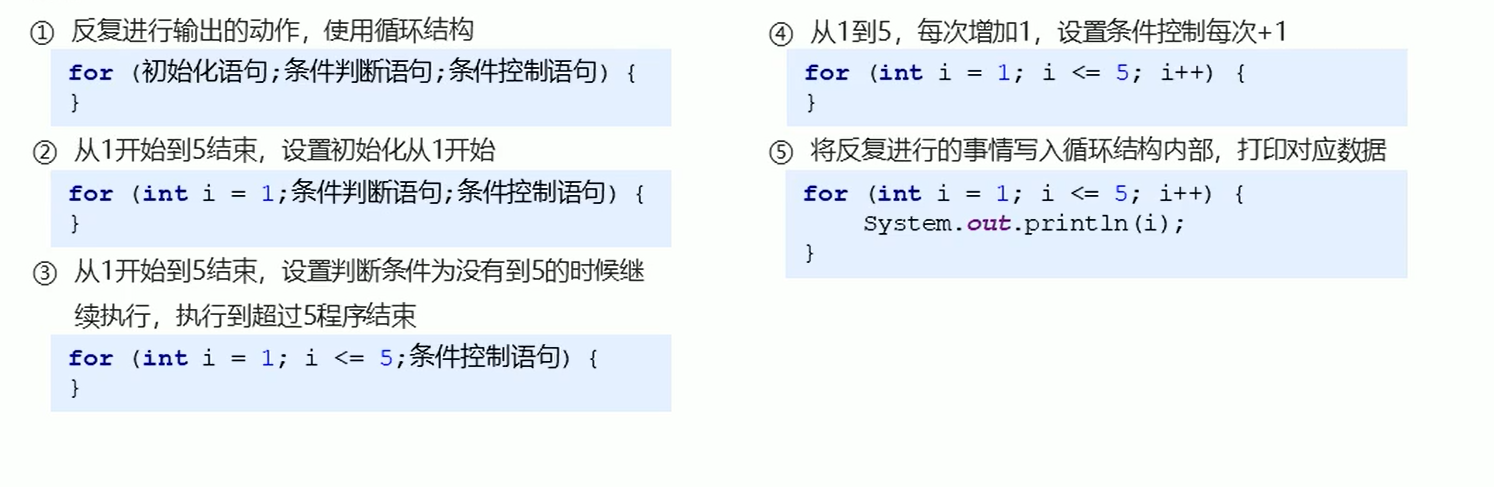 ① 反复进行输出的动作，使用循环结构
for (初始化语句;条件判断语句;条件控制语句) {
}
② 从1开始到5结束，设置初始化从1开始
for (int i = 1;条件判断语句;条件控制语句) {
}
③ 从1开始到5结束，设置判断条件为没有到5的时候继
续执行，执行到超过5程序结束
for (int i = 1; i <= 5;条件控制语句) {
}
④ 从1到5，每次增加1，设置条件控制每次+1
for (int i = 1; i <= 5; i++) {
}
⑤ 将反复进行的事情写入循环结构内部，打印对应数据
for (int i = 1; i <= 5; i++) {
    System.out.println(i);
}